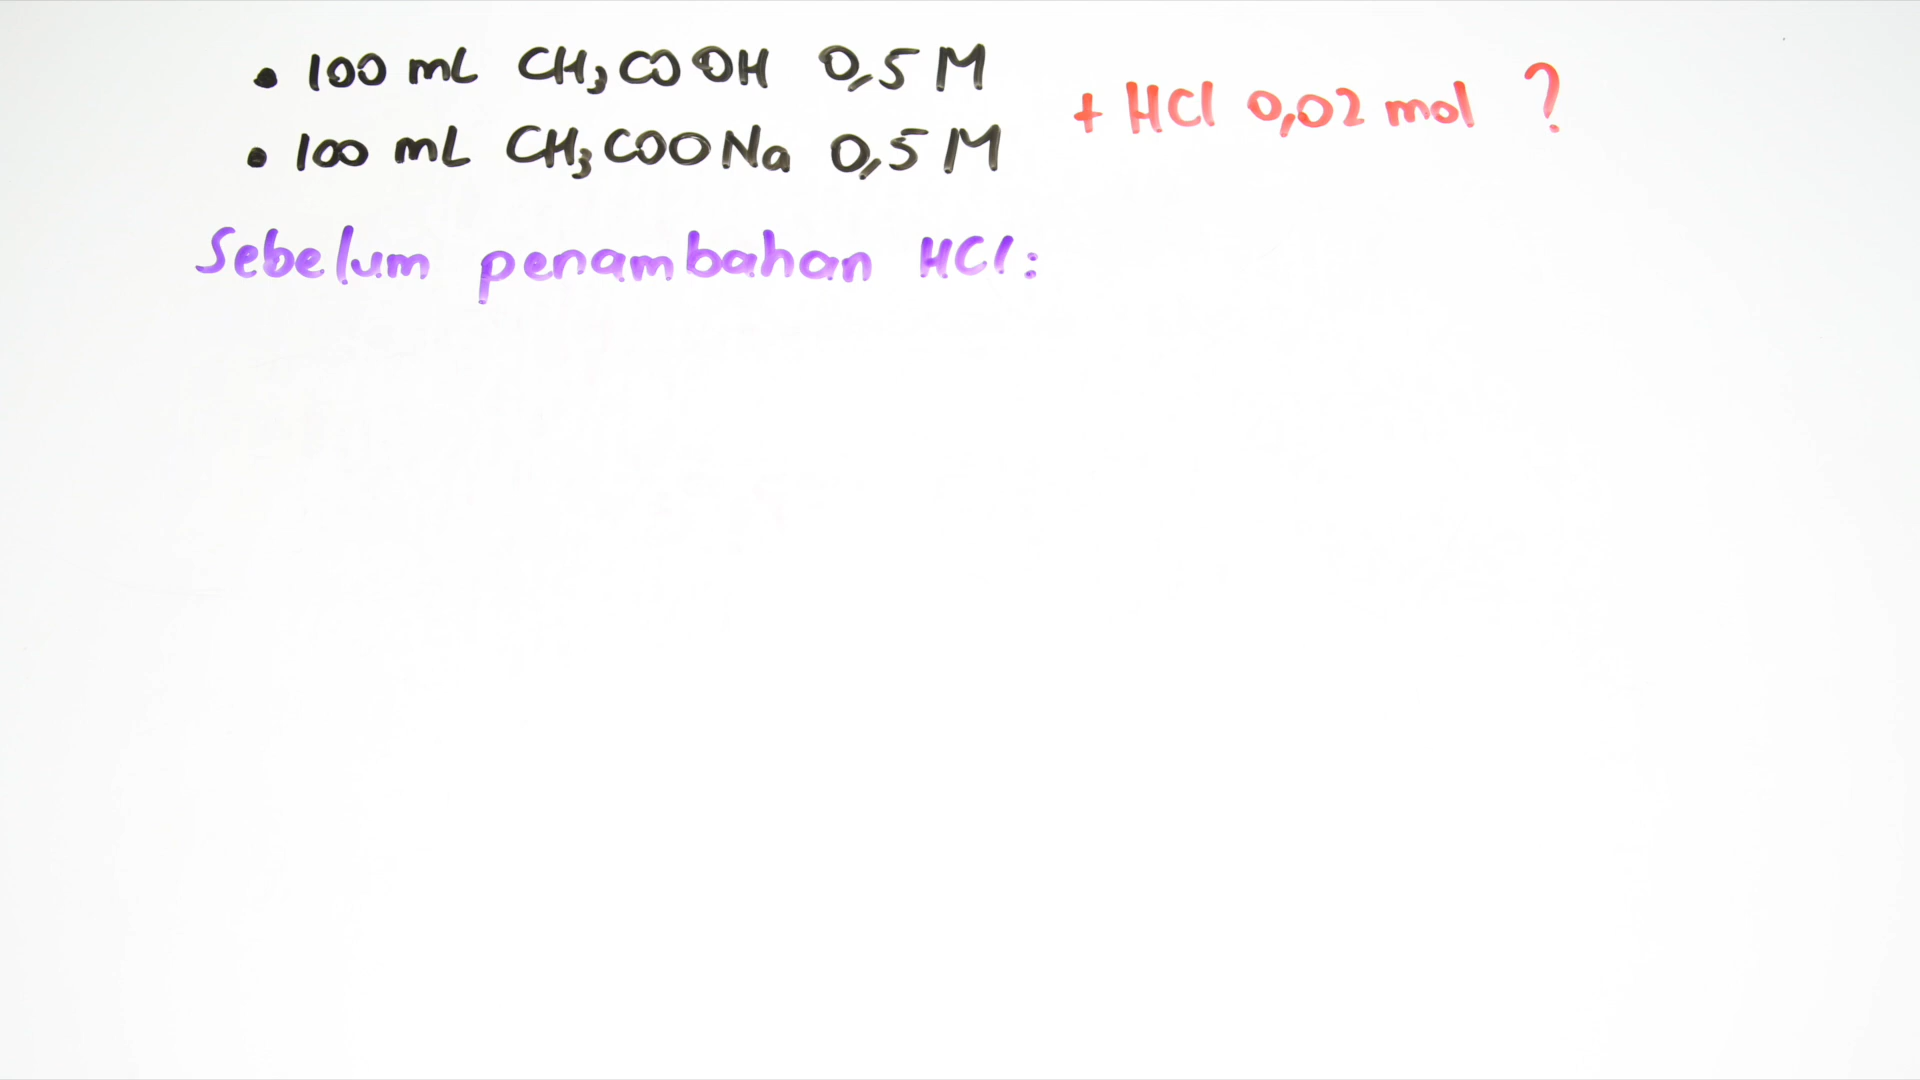 • 100 mL CH₃COOH 0,5 M
+ HCl 0,02 mol ?
• 100 mL CH₃COONa 0,5 M
Sebelum penambahan HCl: